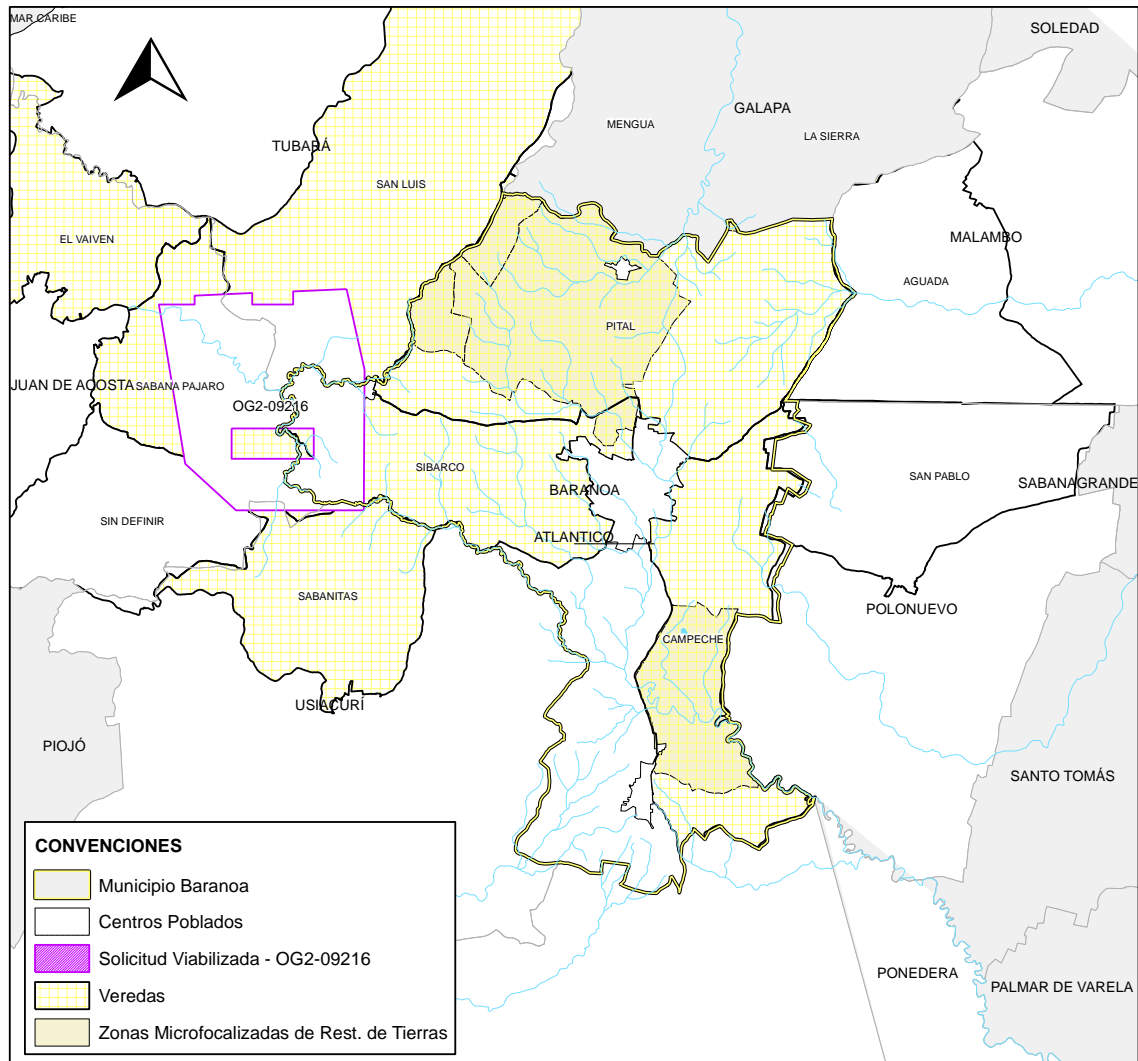 MAR CARIBE
SOLEDAD
GALAPA
MENGUA
LA SIERRA
TUBARÁ
SAN LUIS
EL VAIVEN
MALAMBO
AGUADA
PITAL
JUAN DE ACOSTA
SABANA PAJARO
OG2-09216
SIBARCO
SAN PABLO
SABANAGRANDE
BARANOA
SIN DEFINIR
ATLANTICO
SABANITAS
POLONUEVO
CAMPECHE
USIACURÍ
PIOJÓ
SANTO TOMÁS
PONEDERA
PALMAR DE VARELA
CONVENCIONES
Municipio Baranoa
Centros Poblados
Solicitud Viabilizada - OG2-09216
Veredas
Zonas Microfocalizadas de Rest. de Tierras